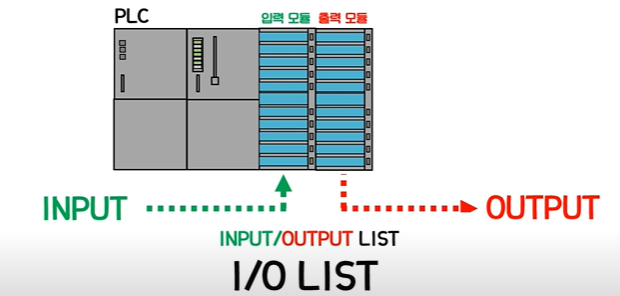 PLC
입력 모듈 출력 모듈
INPUT
OUTPUT
INPUT/OUTPUT LIST
I/O LIST